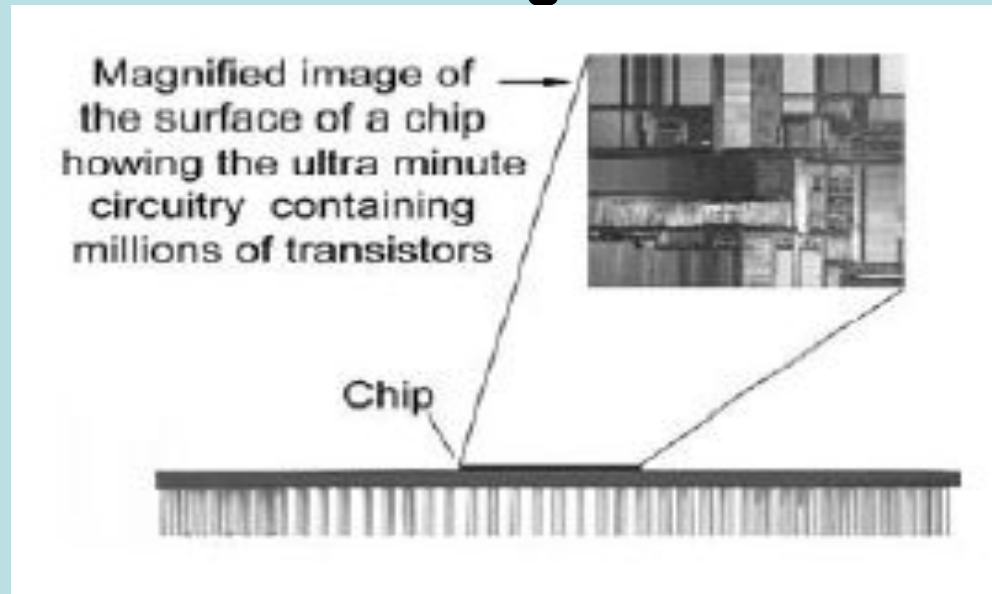 Magnified image of
the surface of a chip
howing the ultra minute
circuitry containing
millions of transistors
Chip